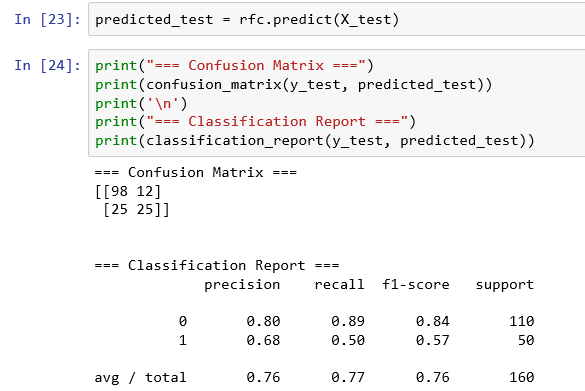 In [23]: predicted_test = rfc.predict(X_test)
In [24]: print("=== Confusion Matrix ===")
print(confusion_matrix(y_test, predicted_test))
print('\n')
print("=== Classification Report ===")
print(classification_report(y_test, predicted_test))
=== Confusion Matrix ===
[[98 12]
[25 25]]
=== Classification Report ===
precision recall f1-score support
0 0.80 0.89 0.84 110
1 0.68 0.50 0.57 50
avg / total 0.76 0.77 0.76 160